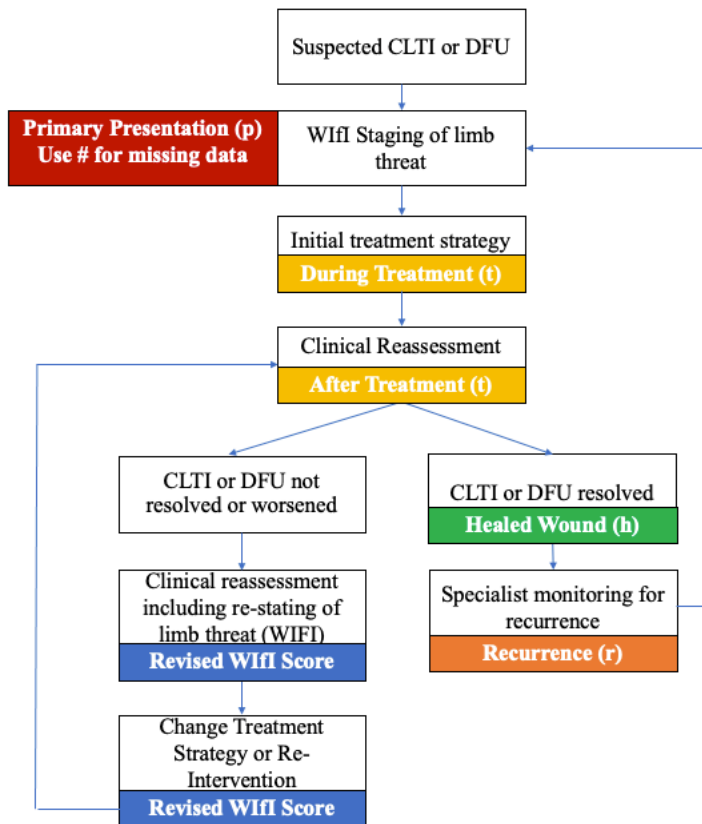 Suspected CLTI or DFU
Primary Presentation (p)
Use # for missing data
WIfI Staging of limb
threat
Initial treatment strategy
During Treatment (t)
Clinical Reassessment
After Treatment (t)
CLTI or DFU not
resolved or worsened
CLTI or DFU resolved
Healed Wound (h)
Clinical reassessment
including re-stating of
limb threat (WIFI)
Revised WIfI Score
Specialist monitoring for
recurrence
Recurrence (r)
Change Treatment
Strategy or Re-
Intervention
Revised WIfI Score